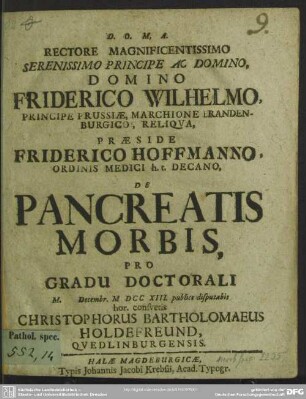 9.
D. O. M. A.
RECTORE MAGNIFICENTISSIMO
SERENISSIMO PRINCIPE AC DOMINO,
DOMINO
FRIDERICO WILHELMO,
PRINCIPE PRUSSIÆ, MARCHIONE BRANDEN-
BURGICO, RELIQVA,
PRÆSIDE
FRIDERICO HOFFMANNO,
ORDINIS MEDICI h. t. DECANO,
DE
PANCREATIS
MORBIS,
PRO
GRADU DOCTORALI
M. Decembr. M DCC XIII. publice disputabit
hor. consvetis
CHRISTOPHORUS BARTHOLOMAEUS
HOLDEFREUND,
QVEDLINBURGENSIS.
Pathol. spec.
552, 14
HALÆ MAGDEBURGICÆ,
Typis Johannis Jacobi Krebsii, Acad. Typogr.